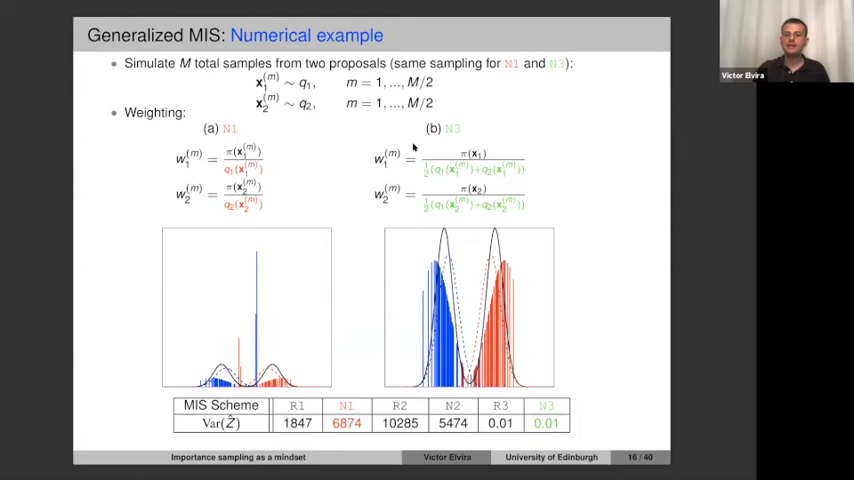 Generalized MIS: Numerical example
• Simulate M total samples from two proposals (same sampling for N1 and N3):
x₁⁽ᵐ⁾ ∼ q₁, m = 1, ..., M/2
x₂⁽ᵐ⁾ ∼ q₂, m = 1, ..., M/2
• Weighting:
(a) N1 (b) N3
w₁⁽ᵐ⁾ = π(x₁⁽ᵐ⁾) / q₁(x₁⁽ᵐ⁾) w₁⁽ᵐ⁾ = π(x₁) / ½(q₁(x₁⁽ᵐ⁾)+q₂(x₁⁽ᵐ⁾))
w₂⁽ᵐ⁾ = π(x₂⁽ᵐ⁾) / q₂(x₂⁽ᵐ⁾) w₂⁽ᵐ⁾ = π(x₂) / ½(q₁(x₂⁽ᵐ⁾)+q₂(x₂⁽ᵐ⁾))
MIS Scheme R1 N1 R2 N2 R3 N3
Var(Ẑ) 1847 6874 10285 5474 0.01 0.01
Importance sampling as a mindset Víctor Elvira University of Edinburgh 16 / 40
Víctor Elvira